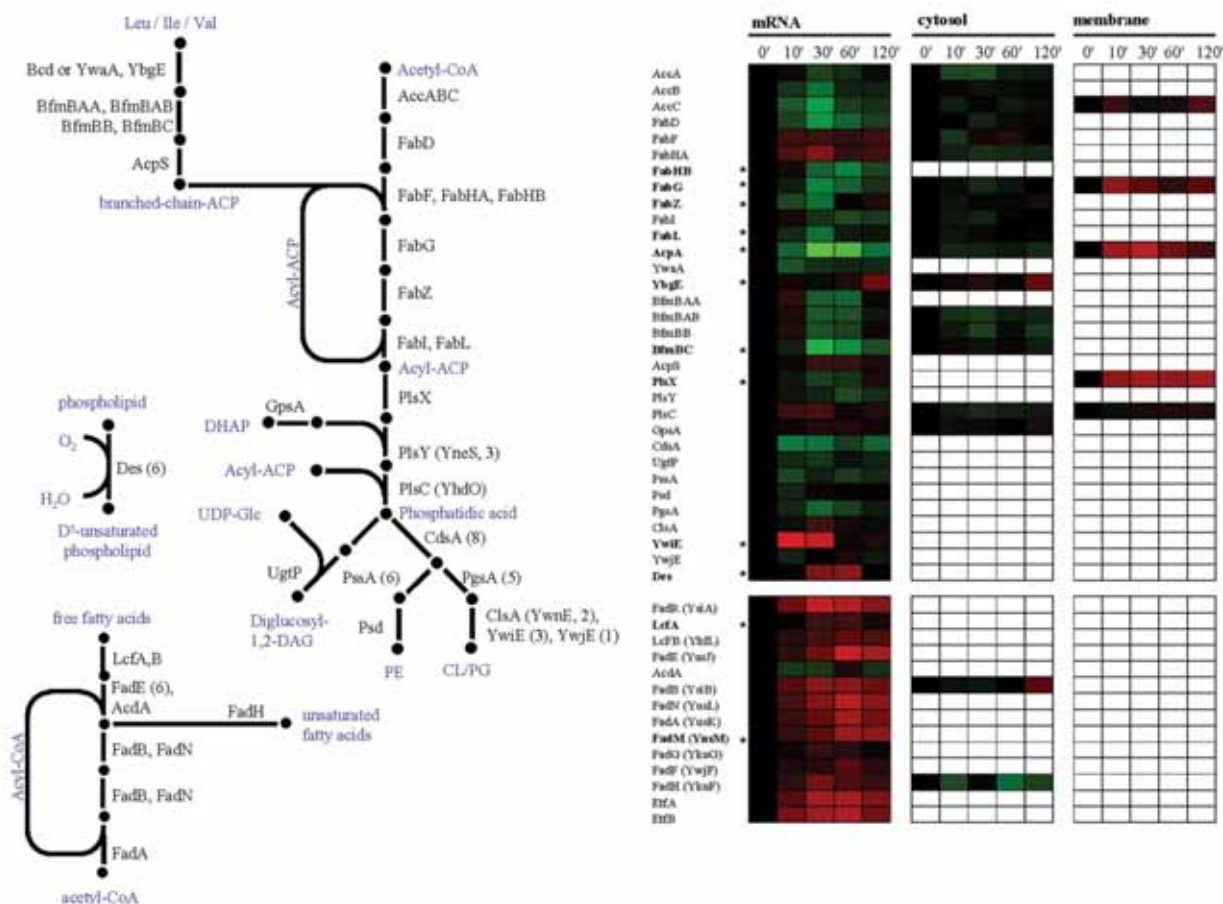 Leu / Ile / Val
Bcd or YwaA, YbgE
BfmBAA, BfmBAB
BfmBB, BfmBC
AcpS
branched-chain-ACP
Acetyl-CoA
AccABC
FabD
FabF, FabHA, FabHB
FabG
FabZ
FabI, FabL
Acyl-ACP
Acyl-ACP
PlsX
GpsA
DHAP
PlsY (YneS, 3)
Acyl-ACP
PlsC (YhdO)
Phosphatidic acid
UDP-Glc
CdsA (8)
UgtP
PssA (6)
PgsA (5)
Diglucosyl-
1,2-DAG
Psd
ClsA (YwnE, 2)
YwiE (3), YwjE (1)
PE
CL/PG
phospholipid
O2
Des (6)
H2O
D5-unsaturated
phospholipid
free fatty acids
LcfA,B
FadE (6),
AcdA
FadH
unsaturated
fatty acids
Acyl-CoA
FadB, FadN
FadB, FadN
FadA
acetyl-CoA
mRNA
cytosol
membrane
0' 10' 30' 60' 120'
0' 10' 30' 60' 120'
0' 10' 30' 60' 120'
AccA
AccB
AccC
FabD
FabF
FabHA
FabHB *
FabG *
FabZ *
FabI
FabL *
AcpA *
YwaA
YbgE *
BfmBAA
BfmBAB
BfmBB
BfmBC *
AcpS
PlsX *
PlsY
PlsC
GpsA
CdsA
UgtP
PssA
Psd
PgsA
ClsA
YwiE *
YwjE
Des *
FadR (YsiA)
LcfA *
LcFB (YhfL)
FadE (YusJ)
AcdA
FadB (YsiB)
FadN (YusL)
FadA (YusK)
FadM (YusM) *
FadG (YkuG)
FadF (YwjF)
FadH (YkuF)
EtfA
EtfB